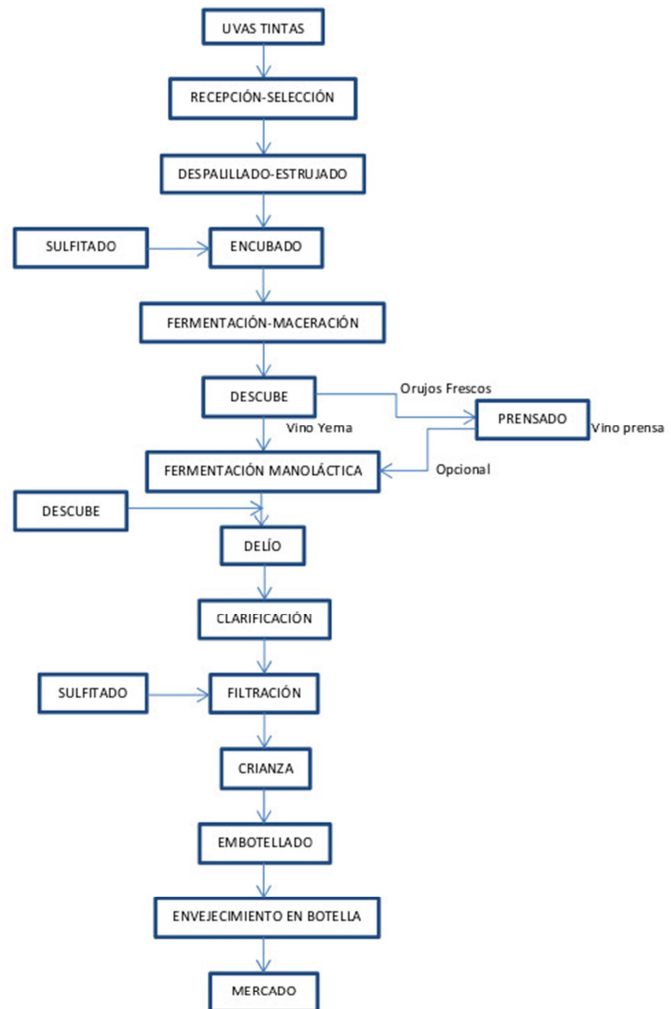 UVAS TINTAS
RECEPCIÓN-SELECCIÓN
DESPALILLADO-ESTRUJADO
SULFITADO
ENCUBADO
FERMENTACIÓN-MACERACIÓN
DESCUBE
Orujos Frescos
PRENSADO
Vino prensa
Vino Yema
FERMENTACIÓN MANOLÁCTICA
Opcional
DESCUBE
DELÍO
CLARIFICACIÓN
SULFITADO
FILTRACIÓN
CRIANZA
EMBOTELLADO
ENVEJECIMIENTO EN BOTELLA
MERCADO